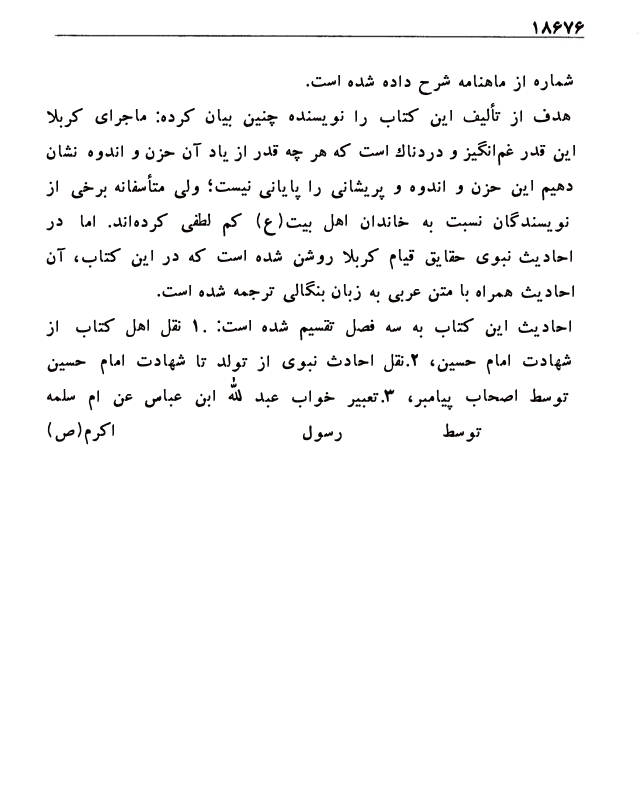 ۱۸۶۷۶
شماره از ماهنامه شرح داده شده است.
هدف از تألیف این کتاب را نویسنده چنین بیان کرده: ماجرای کربلا
این قدر غم‌انگیز و دردناك است که هر چه قدر از یاد آن حزن و اندوه نشان
دهیم این حزن و اندوه و پریشانی را پایانی نیست؛ ولی متأسفانه برخی از
نویسندگان نسبت به خاندان اهل بیت(ع) کم لطفی کرده‌اند. اما در
احادیث نبوی حقایق قیام کربلا روشن شده است که در این کتاب، آن
احادیث همراه با متن عربی به زبان بنگالی ترجمه شده است.
احادیث این کتاب به سه فصل تقسیم شده است: .۱ نقل اهل کتاب از
شهادت امام حسین، ۲.نقل احادث نبوی از تولد تا شهادت امام حسین
توسط اصحاب پیامبر، ۳.تعبیر خواب عبد لله ابن عباس عن ام سلمه
توسط رسول اکرم(ص)